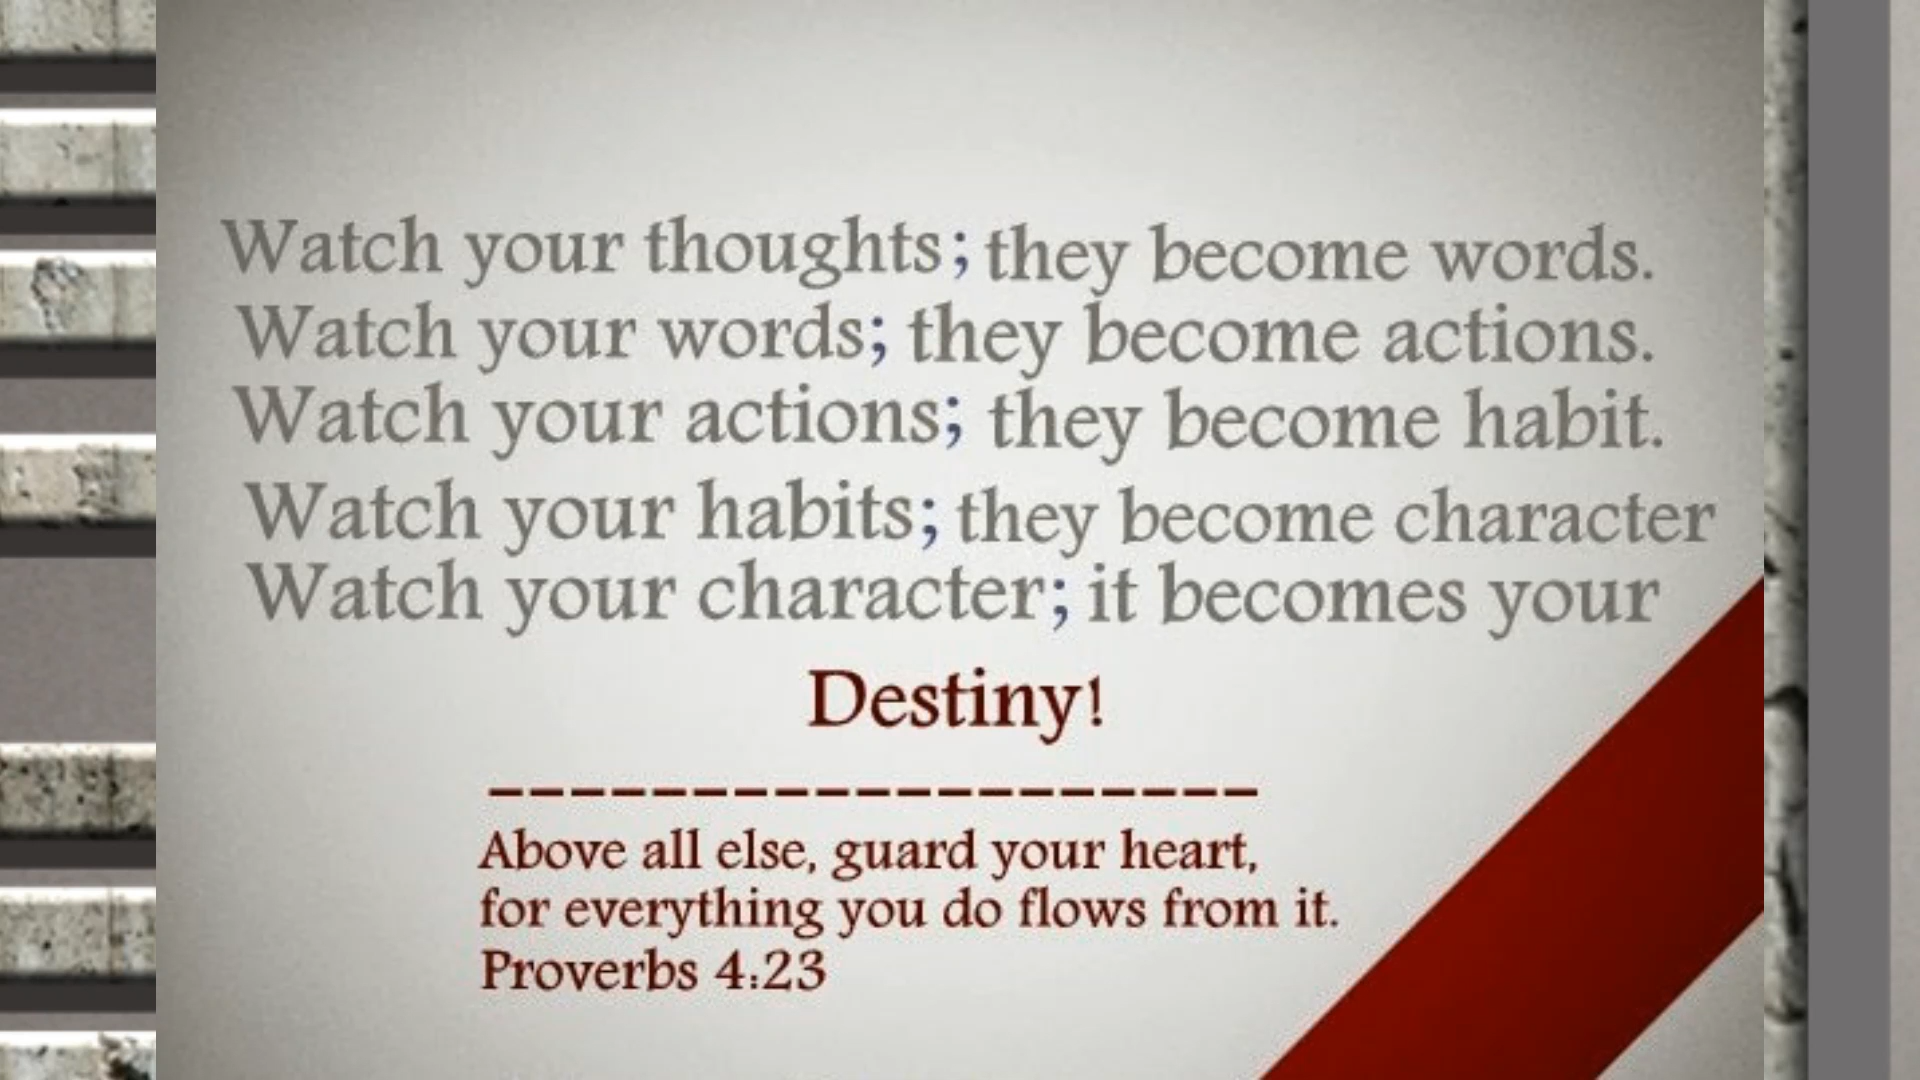 Watch your thoughts; they become words.
Watch your words; they become actions.
Watch your actions; they become habit.
Watch your habits; they become character
Watch your character; it becomes your
Destiny!
-------------------
Above all else, guard your heart,
for everything you do flows from it.
Proverbs 4:23